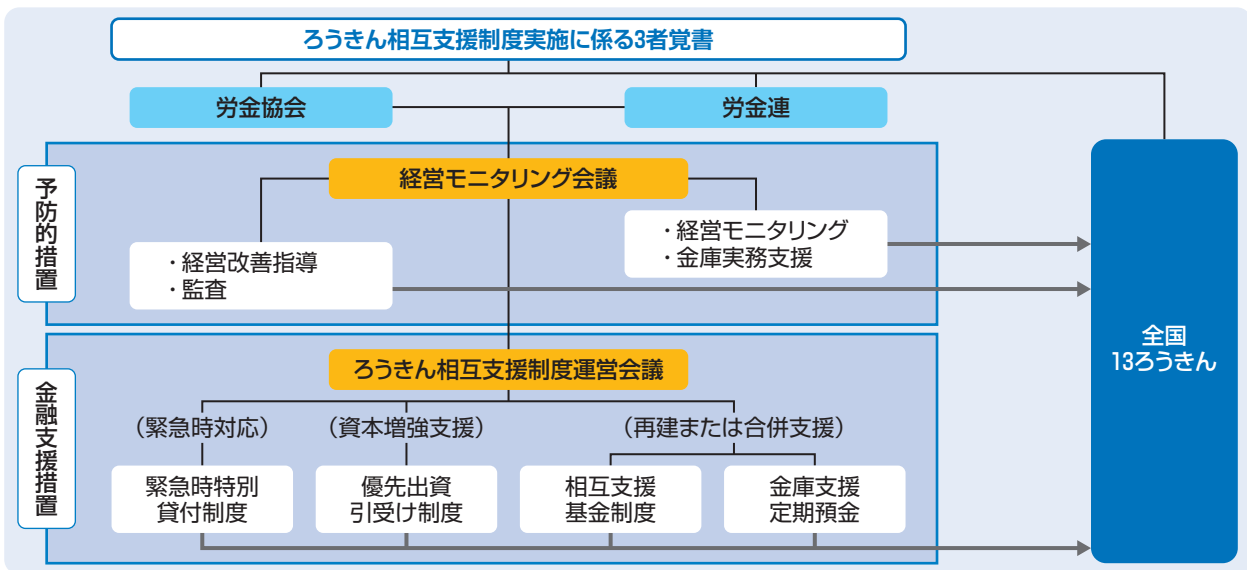 ろうきん相互支援制度実施に係る3者覚書
労金協会
労金連
予防的措置
経営モニタリング会議
・経営改善指導
・監査
・経営モニタリング
・金庫実務支援
全国
13ろうきん
金融支援措置
ろうきん相互支援制度運営会議
（緊急時対応）
（資本増強支援）
（再建または合併支援）
緊急時特別
貸付制度
優先出資
引受け制度
相互支援
基金制度
金庫支援
定期預金